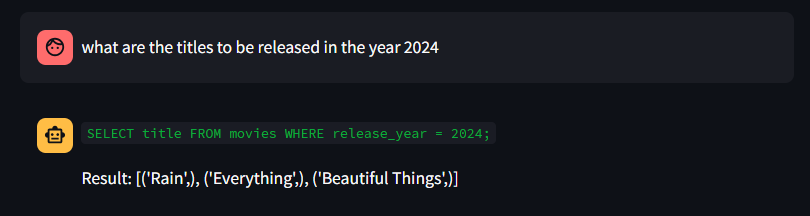 what are the titles to be released in the year 2024
SELECT title FROM movies WHERE release_year = 2024;
Result: [('Rain',), ('Everything',), ('Beautiful Things',)]